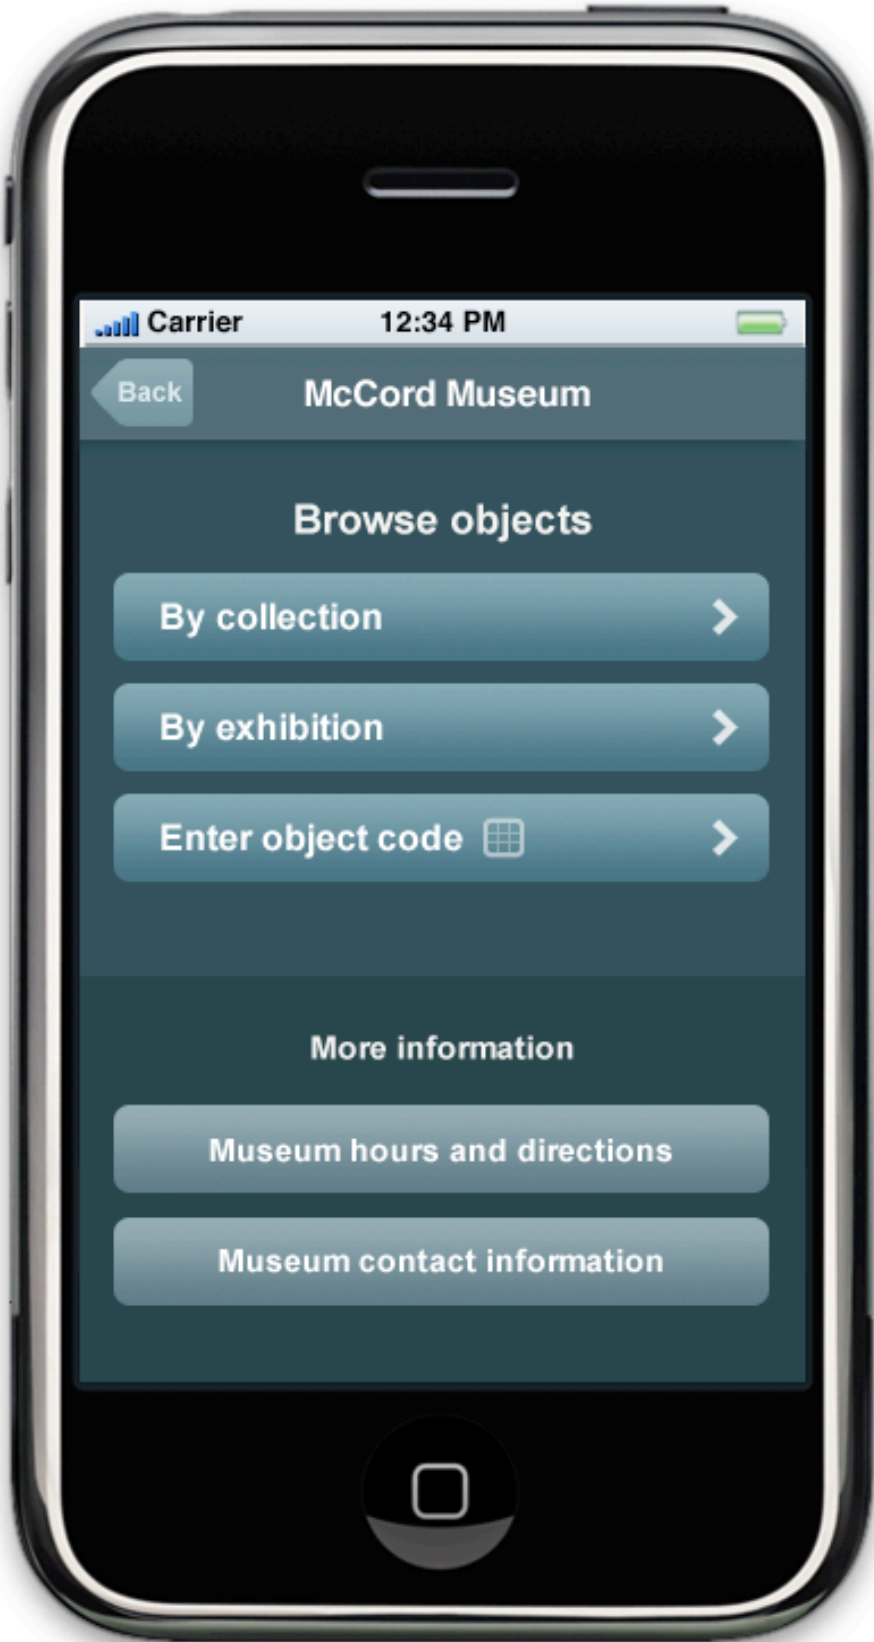 Carrier 12:34 PM
Back McCord Museum
Browse objects
By collection
By exhibition
Enter object code
More information
Museum hours and directions
Museum contact information